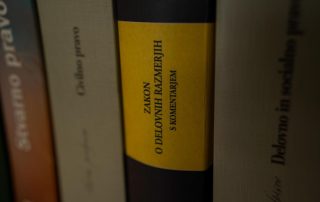 Stvarno pravo
Civilno pravo
ZAKON
O DELOVNIH RAZMERJIH
S KOMENTARJEM
Delovno in socialno pravo